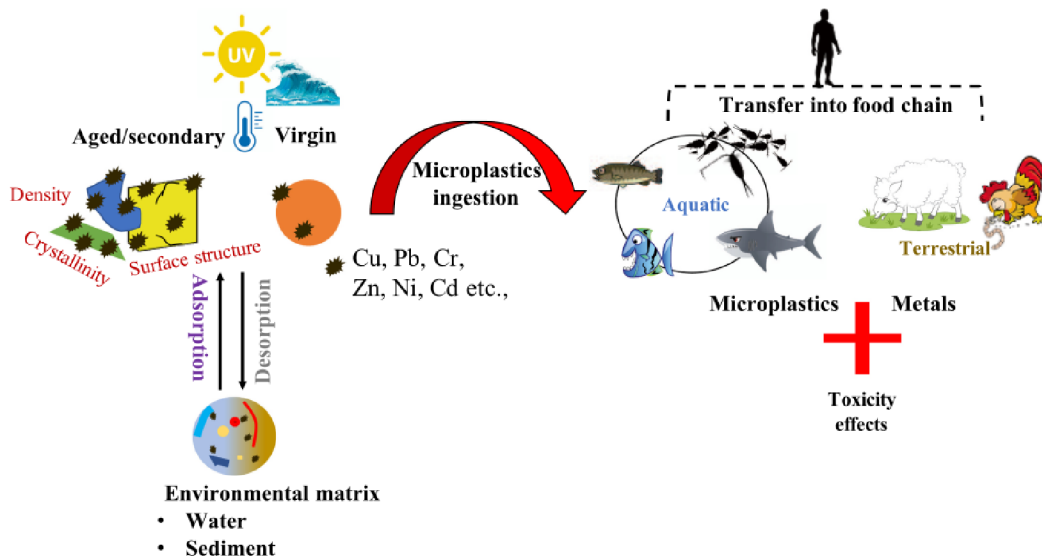 UV
Aged/secondary
Virgin
Density
Crystallinity
Surface structure
Adsorption
Desorption
Environmental matrix
• Water
• Sediment
Microplastics
ingestion
Cu, Pb, Cr,
Zn, Ni, Cd etc.,
Transfer into food chain
Aquatic
Terrestrial
Microplastics
Metals
Toxicity
effects